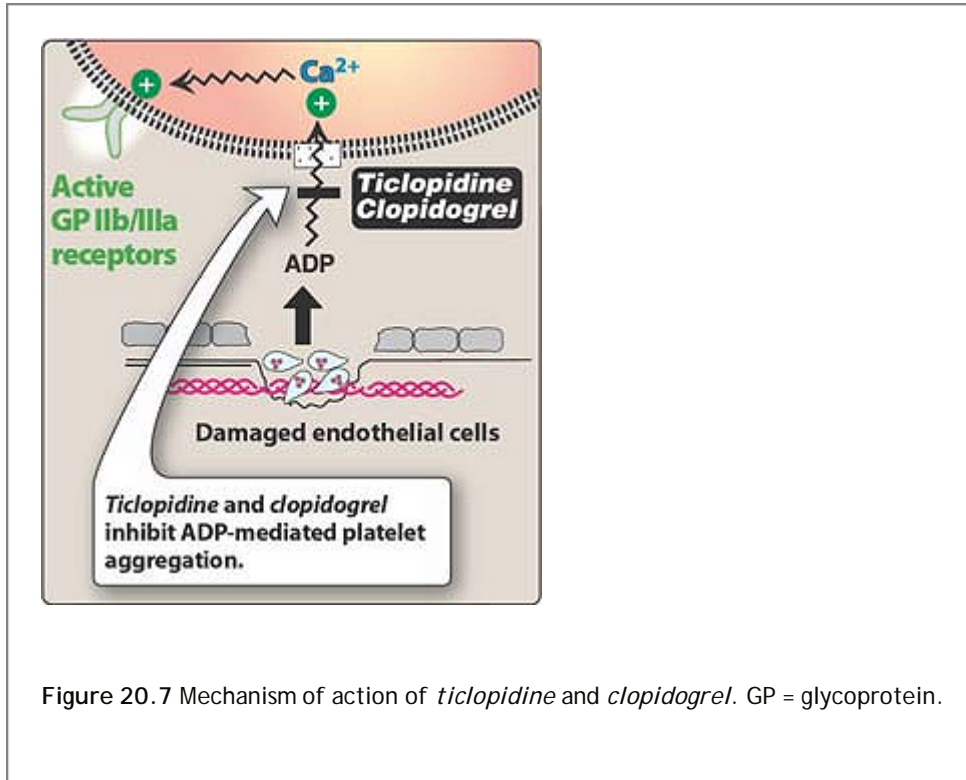 Ca2+
+
+
Active
GP IIb/IIIa
receptors
Ticlopidine
Clopidogrel
ADP
Damaged endothelial cells
Ticlopidine and clopidogrel
inhibit ADP-mediated platelet
aggregation.
Figure 20.7 Mechanism of action of ticlopidine and clopidogrel. GP = glycoprotein.